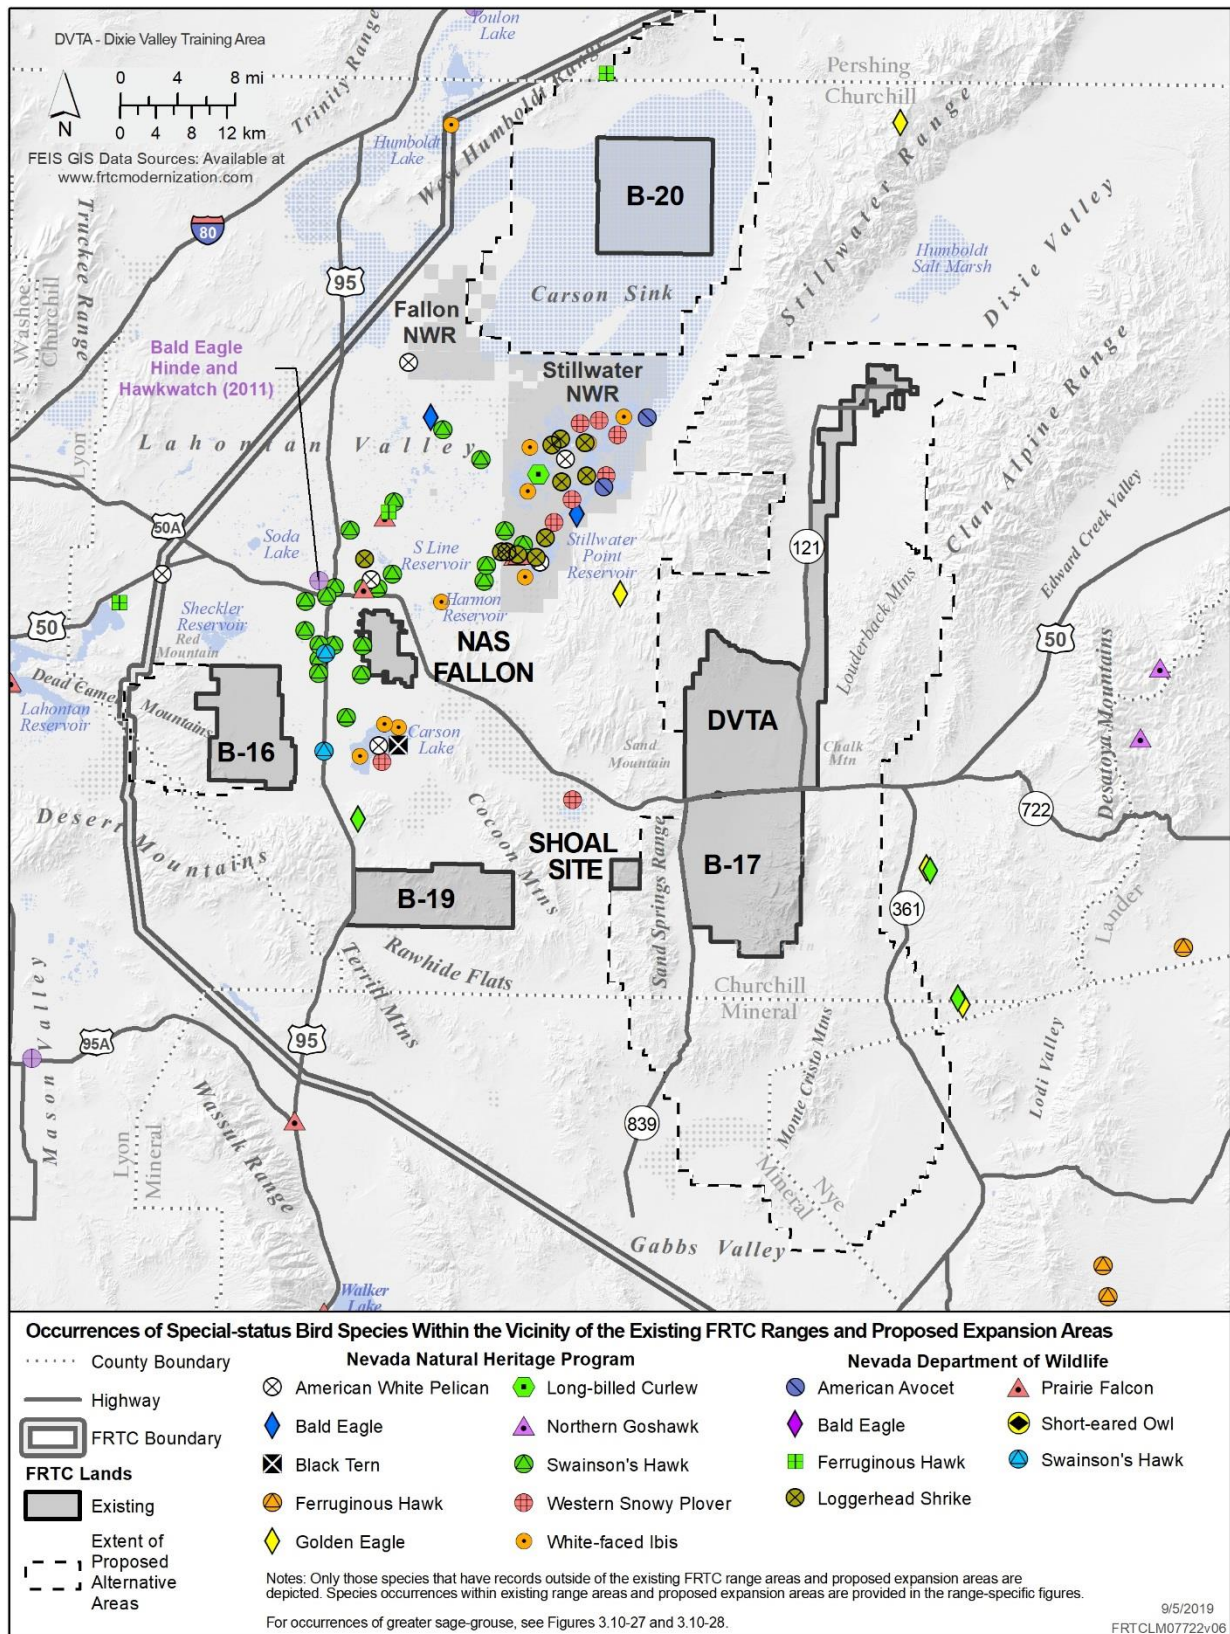 DVTA - Dixie Valley Training Area
0 4 8 mi
0 4 8 12 km
N
FEIS GIS Data Sources: Available at
www.frtcmodernization.com
Toulon
Lake
Trinity Range
Humboldt
Lake
West Humboldt Range
Pershing
Churchill
Stillwater Range
B-20
Truckee Range
80
95
Humboldt
Salt Marsh
Dixie Valley
Washoe
Churchill
Carson Sink
Fallon
NWR
Bald Eagle
Hinde and
Hawkwatch (2011)
Stillwater
NWR
Clan Alpine Range
Lahontan Valley
Lyon
50A
Soda
Lake
S Line
Reservoir
Stillwater
Point
Reservoir
121
Edward Creek Valley
Harmon
Reservoir
Sheckler
Reservoir
50
Red
Mountain
NAS
FALLON
Louderback Mtns
50
Dead Camel
Mountains
Lahontan
Reservoir
B-16
Carson
Lake
DVTA
Sand
Mountain
Chalk
Mtn
Desatoya Mountains
722
Desert Mountains
Cocoon Mtns
SHOAL
SITE
B-17
B-19
Sand Springs Range
361
Lander
Rawhide Flats
Terrill Mtns
Churchill
Mineral
Mason Valley
95A
95
Monte Cristo Mtns
Lodi Valley
Wassuk Range
839
Lyon
Mineral
Mineral
Nye
Gabbs Valley
Walker
Lake
Occurrences of Special-status Bird Species Within the Vicinity of the Existing FRTC Ranges and Proposed Expansion Areas
County Boundary
Highway
FRTC Boundary
FRTC Lands
Existing
Extent of
Proposed
Alternative
Areas
Nevada Natural Heritage Program
American White Pelican
Bald Eagle
Black Tern
Ferruginous Hawk
Golden Eagle
Long-billed Curlew
Northern Goshawk
Swainson's Hawk
Western Snowy Plover
White-faced Ibis
Nevada Department of Wildlife
American Avocet
Bald Eagle
Ferruginous Hawk
Loggerhead Shrike
Prairie Falcon
Short-eared Owl
Swainson's Hawk
Notes: Only those species that have records outside of the existing FRTC range areas and proposed expansion areas are
depicted. Species occurrences within existing range areas and proposed expansion areas are provided in the range-specific figures.
For occurrences of greater sage-grouse, see Figures 3.10-27 and 3.10-28.
9/5/2019
FRTCLM07722v06